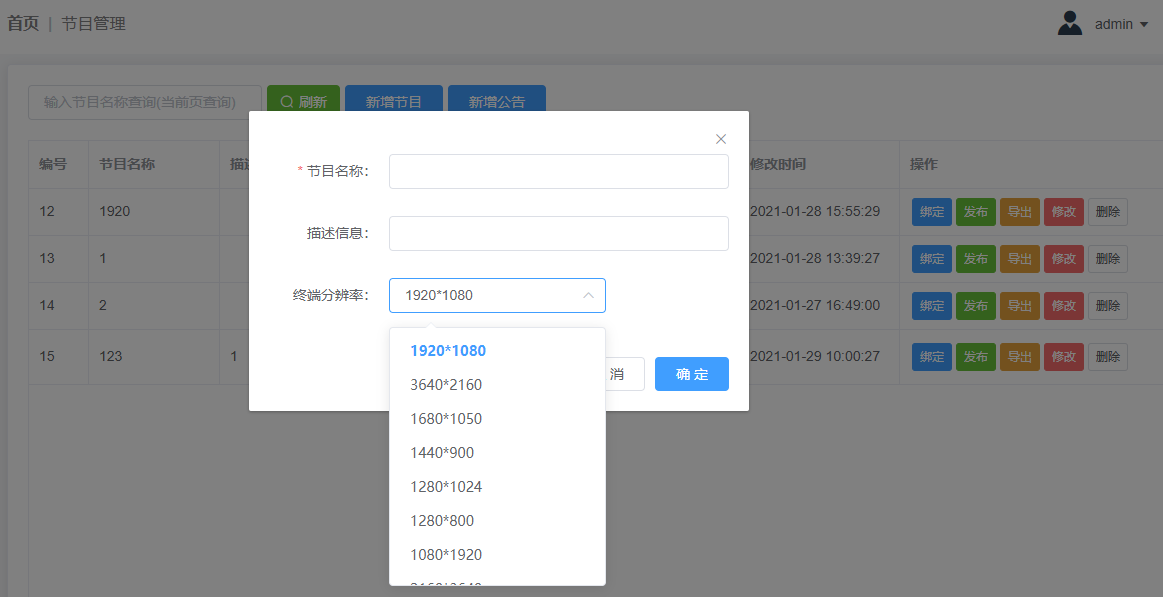 首页 | 节目管理
admin
输入节目名称查询(当前页查询) 刷新 新增节目 新增公告
编号 节目名称 修改时间 操作
12 1920 2021-01-28 15:55:29 绑定 发布 导出 修改 删除
13 1 2021-01-28 13:39:27 绑定 发布 导出 修改 删除
14 2 2021-01-27 16:49:00 绑定 发布 导出 修改 删除
15 123 1 2021-01-29 10:00:27 绑定 发布 导出 修改 删除
* 节目名称:
描述信息:
终端分辨率: 1920*1080
1920*1080
3640*2160
1680*1050
1440*900
1280*1024
1280*800
1080*1920
消 确 定